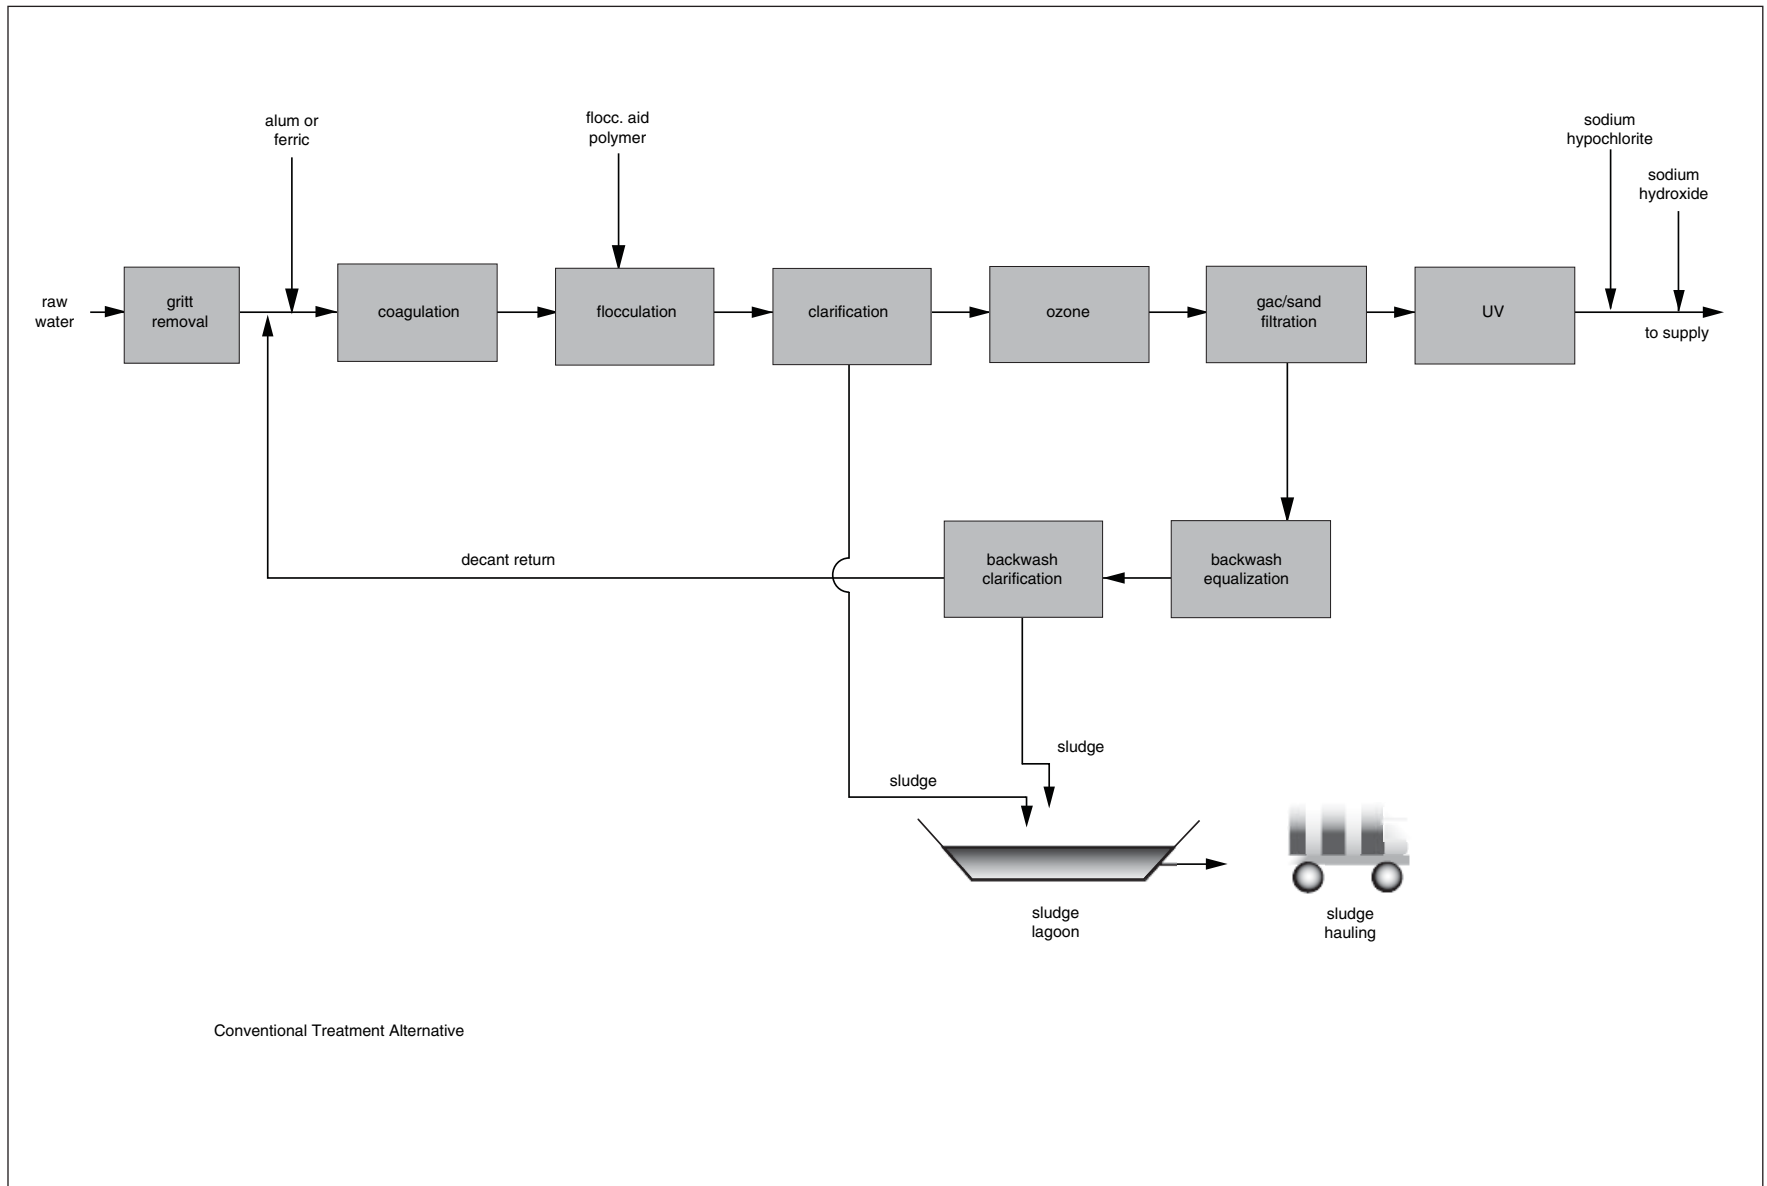 alum or
ferric
flocc. aid
polymer
sodium
hypochlorite
sodium
hydroxide
raw
water
gritt
removal
coagulation
flocculation
clarification
ozone
gac/sand
filtration
UV
to supply
decant return
backwash
clarification
backwash
equalization
sludge
sludge
sludge
lagoon
sludge
hauling
Conventional Treatment Alternative